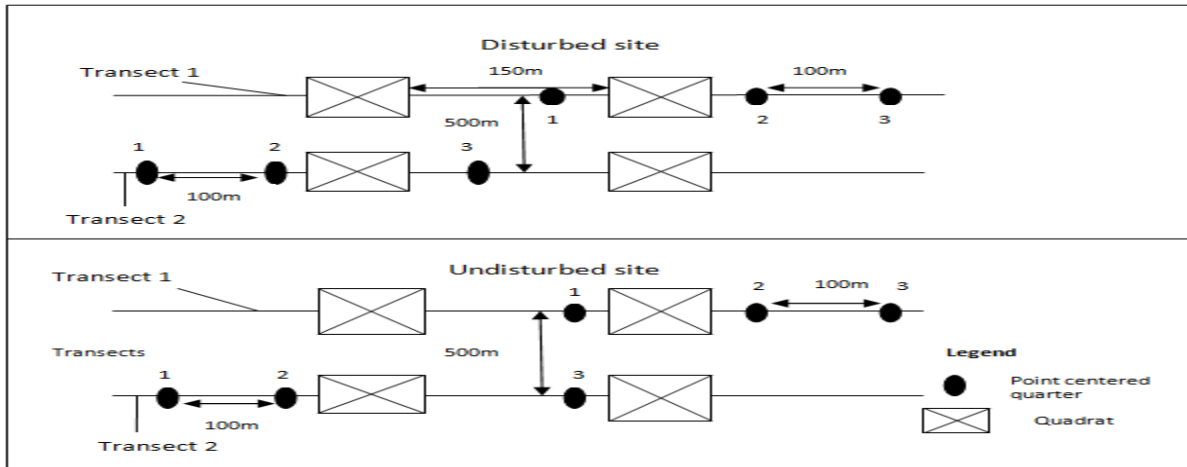 Disturbed site
Transect 1
150m
100m
1
2
3
500m
1
2
3
100m
Transect 2
Undisturbed site
Transect 1
1
2
100m
3
Transects
500m
Legend
1
2
3
Point centered
quarter
100m
Quadrat
Transect 2